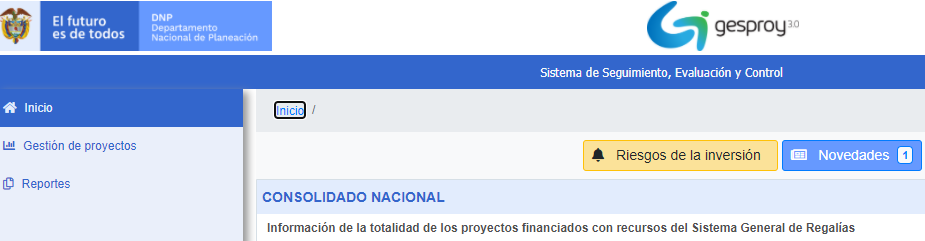 El futuro
es de todos
DNP
Departamento
Nacional de Planeación
gesproy 3.0
Sistema de Seguimiento, Evaluación y Control
Inicio
Gestión de proyectos
Reportes
Inicio /
Riesgos de la inversión
Novedades 1
CONSOLIDADO NACIONAL
Información de la totalidad de los proyectos financiados con recursos del Sistema General de Regalías